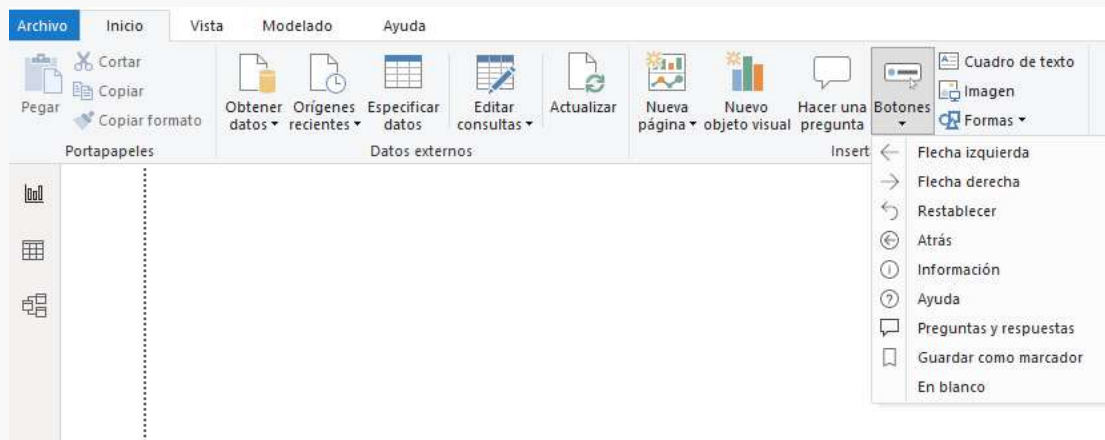 Archivo Inicio Vista Modelado Ayuda
Pegar
Cortar
Copiar
Copiar formato
Portapapeles
Obtener datos
Orígenes recientes
Especificar datos
Editar consultas
Actualizar
Datos externos
Nueva página
Nuevo objeto visual
Hacer una pregunta
Botones
Cuadro de texto
Imagen
Formas
Insert
Flecha izquierda
Flecha derecha
Restablecer
Atrás
Información
Ayuda
Preguntas y respuestas
Guardar como marcador
En blanco